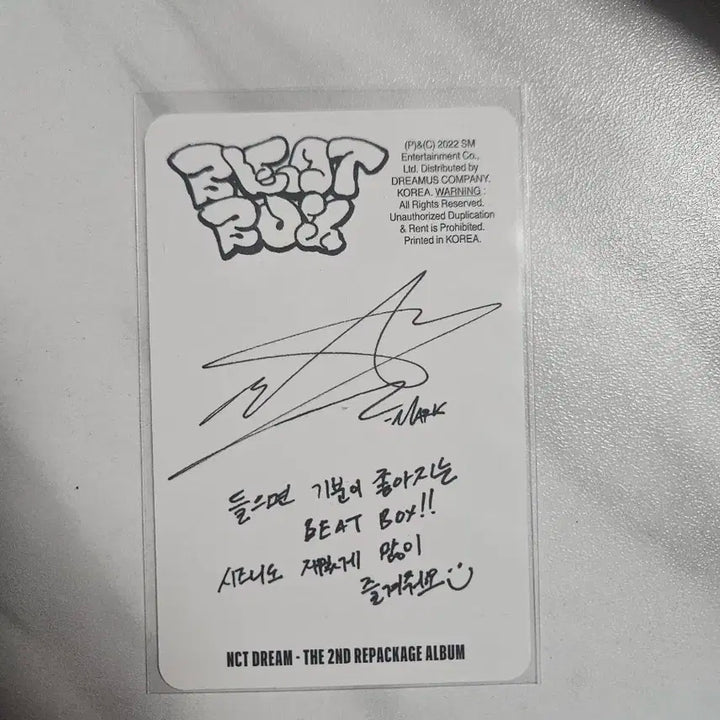 BEAT
BOX
(P)&(C) 2022 SM
Entertainment Co.,
Ltd. Distributed by
DREAMUS COMPANY.
KOREA. WARNING :
All Rights Reserved.
Unauthorized Duplication
& Rent is Prohibited.
Printed in KOREA.
-MARK
들으면 기분이 좋아지는
BEAT BOX!!
시즈니도 재밌게 많이
즐겨줘요
NCT DREAM - THE 2ND REPACKAGE ALBUM